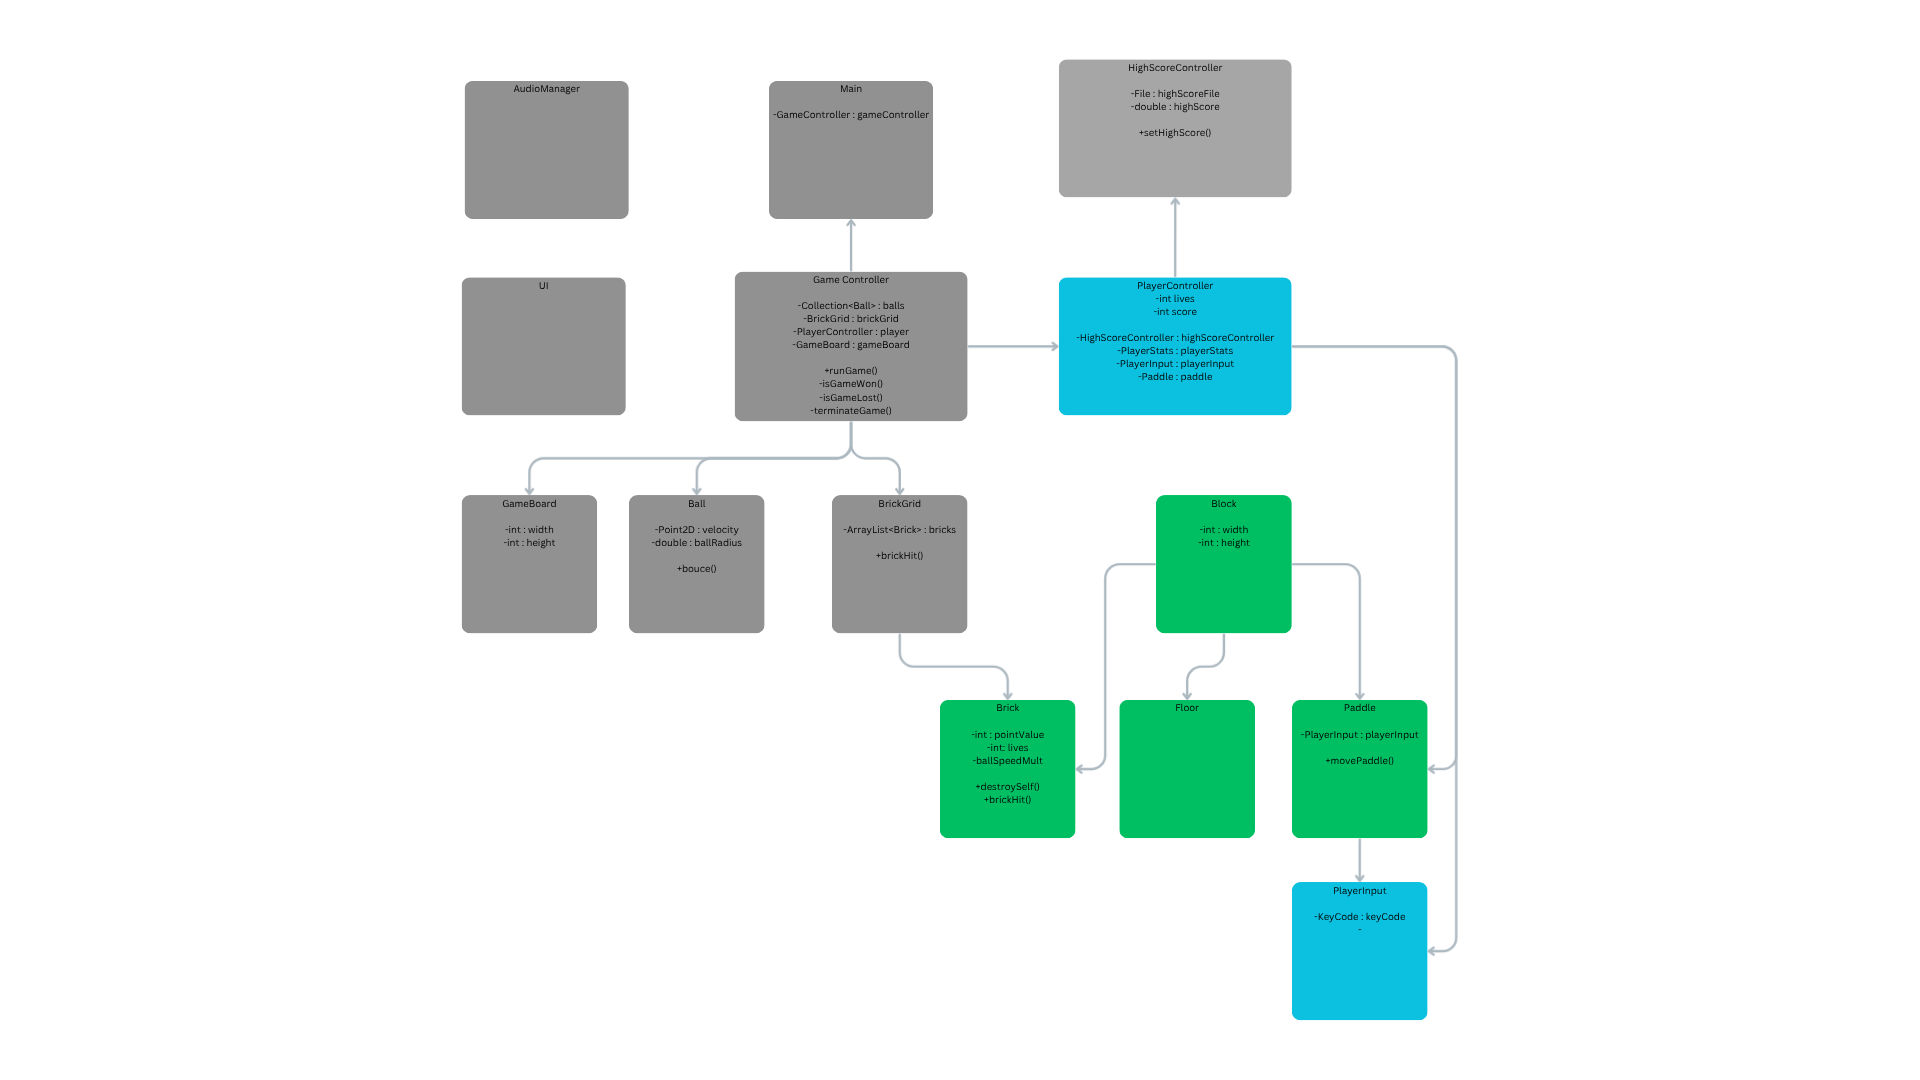 AudioManager
Main
-GameController : gameController
HighScoreController
-File : highScoreFile
-double : highScore
+setHighScore()
UI
Game Controller
-Collection<Ball> : balls
-BrickGrid : brickGrid
-PlayerController : player
-GameBoard : gameBoard
+runGame()
-isGameWon()
-isGameLost()
-terminateGame()
PlayerController
-int lives
-int score
-HighScoreController : highScoreController
-PlayerStats : playerStats
-PlayerInput : playerInput
-Paddle : paddle
GameBoard
-int : width
-int : height
Ball
-Point2D : velocity
-double : ballRadius
+bouce()
BrickGrid
-ArrayList<Brick> : bricks
+brickHit()
Block
-int : width
-int : height
Brick
-int : pointValue
-int: lives
-ballSpeedMult
+destroySelf()
+brickHit()
Floor
Paddle
-PlayerInput : playerInput
+movePaddle()
PlayerInput
-KeyCode : keyCode
-